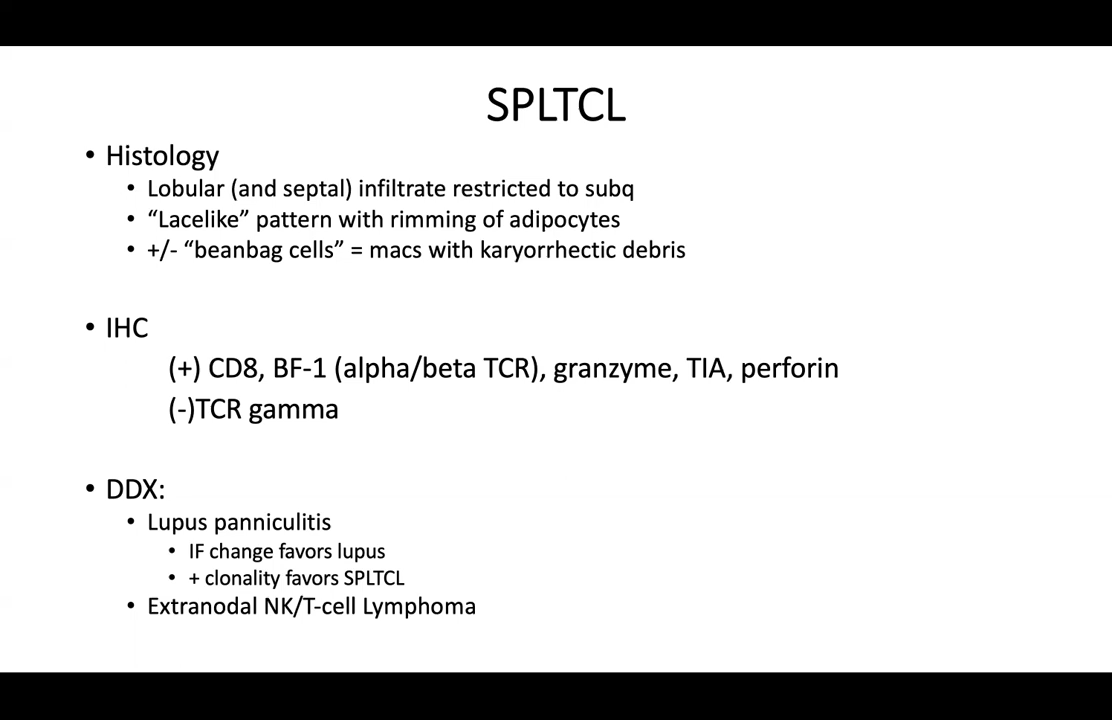 SPLTCL
• Histology
• Lobular (and septal) infiltrate restricted to subq
• “Lacelike” pattern with rimming of adipocytes
• +/- “beanbag cells” = macs with karyorrhectic debris
• IHC
(+) CD8, BF-1 (alpha/beta TCR), granzyme, TIA, perforin
(-)TCR gamma
• DDX:
• Lupus panniculitis
• IF change favors lupus
• + clonality favors SPLTCL
• Extranodal NK/T-cell Lymphoma